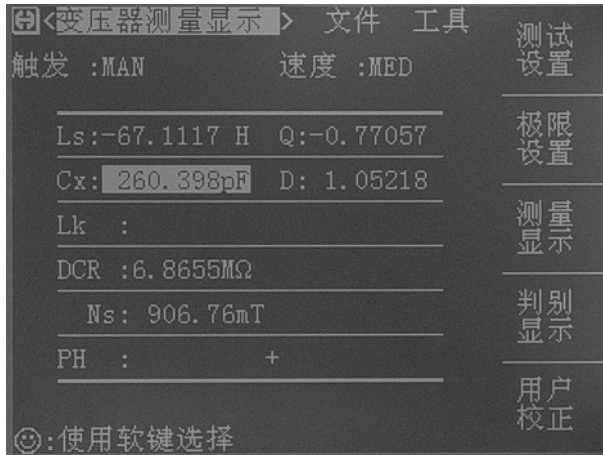 <变压器测量显示> 文件 工具
触发 :MAN 速度 :MED
Ls:-67.1117 H Q:-0.77057
Cx: 260.398pF D: 1.05218
Lk :
DCR :6.8655MΩ
Ns: 906.76mT
PH : +
:使用软键选择
测试
设置
极限
设置
测量
显示
判别
显示
用户
校正